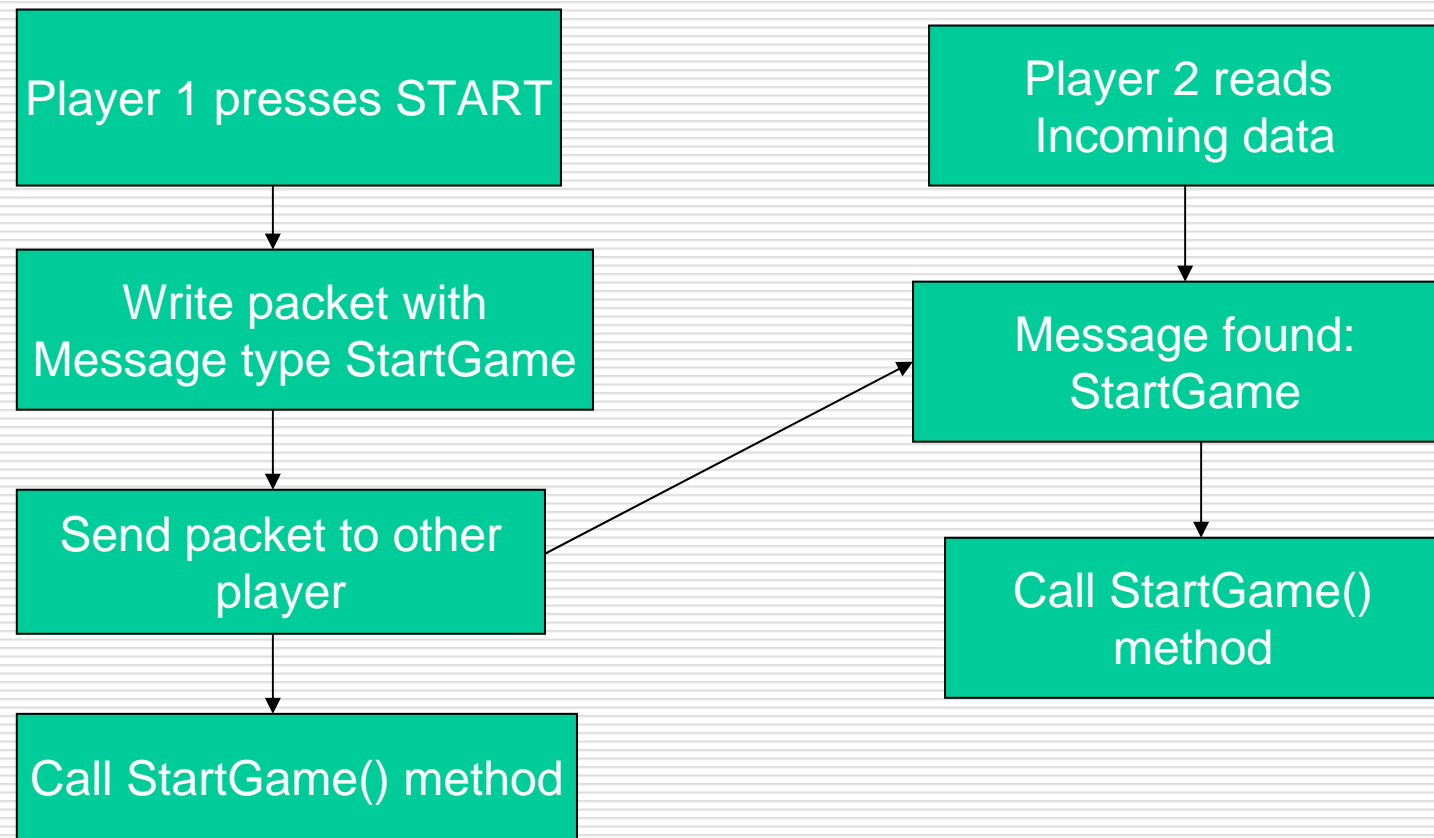 Player 1 presses START
Write packet with
Message type StartGame
Send packet to other
player
Call StartGame() method
Player 2 reads
Incoming data
Message found:
StartGame
Call StartGame()
method